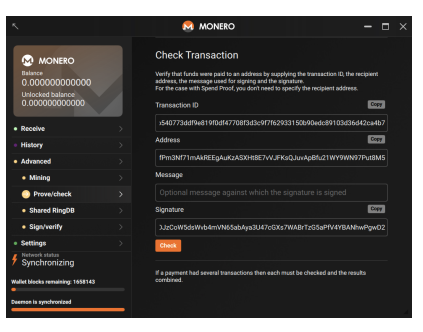 MONERO
MONERO
Balance
0.000000000000
Unlocked balance
0.000000000000
Receive
History
Advanced
Mining
Prove/check
Shared RingDB
Sign/verify
Settings
Network status
Synchronizing
Wallet blocks remaining: 1658143
Daemon is synchronized
Check Transaction
Verify that funds were paid to an address by supplying the transaction ID, the recipient
address, the message used for signing and the signature.
For the case with Spend Proof, you don't need to specify the recipient address.
Transaction ID
Copy
Address
Copy
Message
Optional message against which the signature is signed
Signature
Copy
Check
If a payment had several transactions then each must be checked and the results
combined.